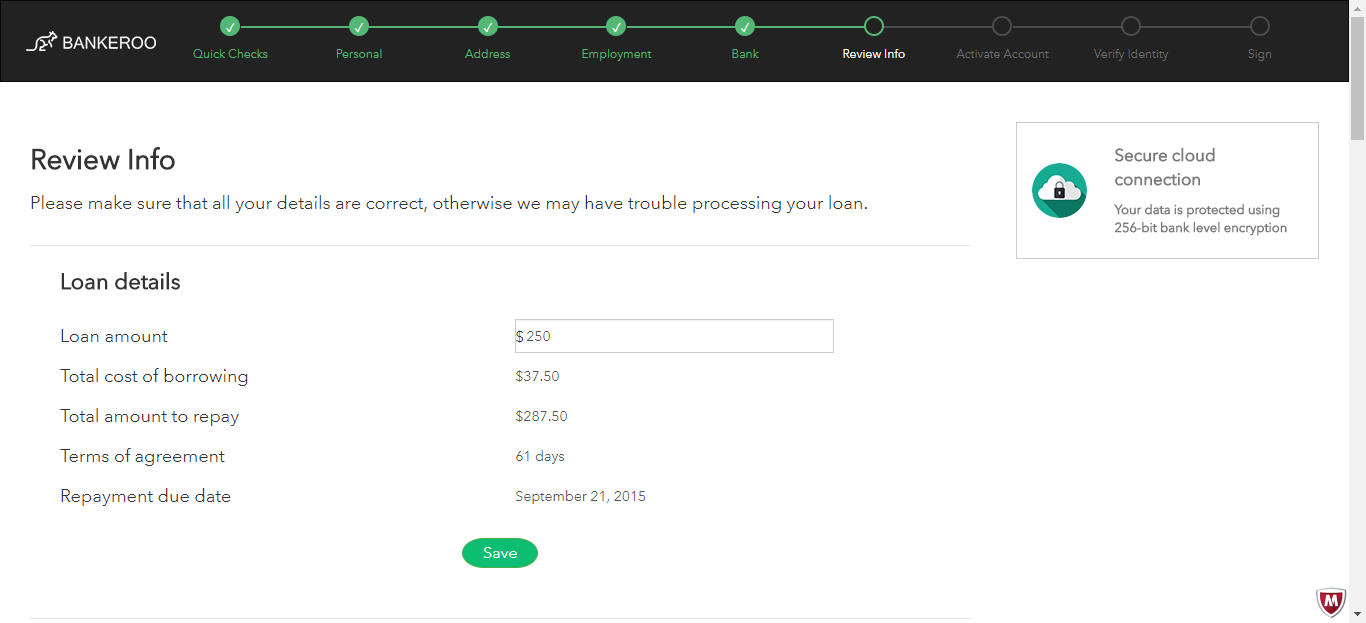 BANKEROO
Quick Checks
Personal
Address
Employment
Bank
Review Info
Activate Account
Verify Identity
Sign
Review Info
Please make sure that all your details are correct, otherwise we may have trouble processing your loan.
Secure cloud
connection
Your data is protected using
256-bit bank level encryption
Loan details
Loan amount
$ 250
Total cost of borrowing
$37.50
Total amount to repay
$287.50
Terms of agreement
61 days
Repayment due date
September 21, 2015
Save
M